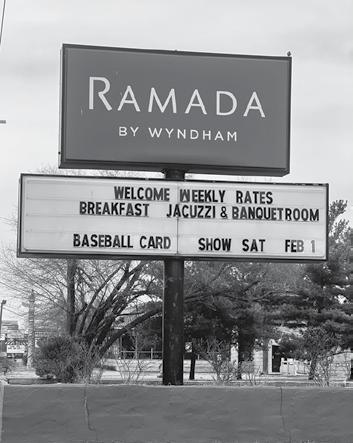 RAMADA
BY WYNDHAM
WELCOME WEEKLY RATES
BREAKFAST JACUZZI & BANQUETROOM
BASEBALL CARD SHOW SAT FEB 1